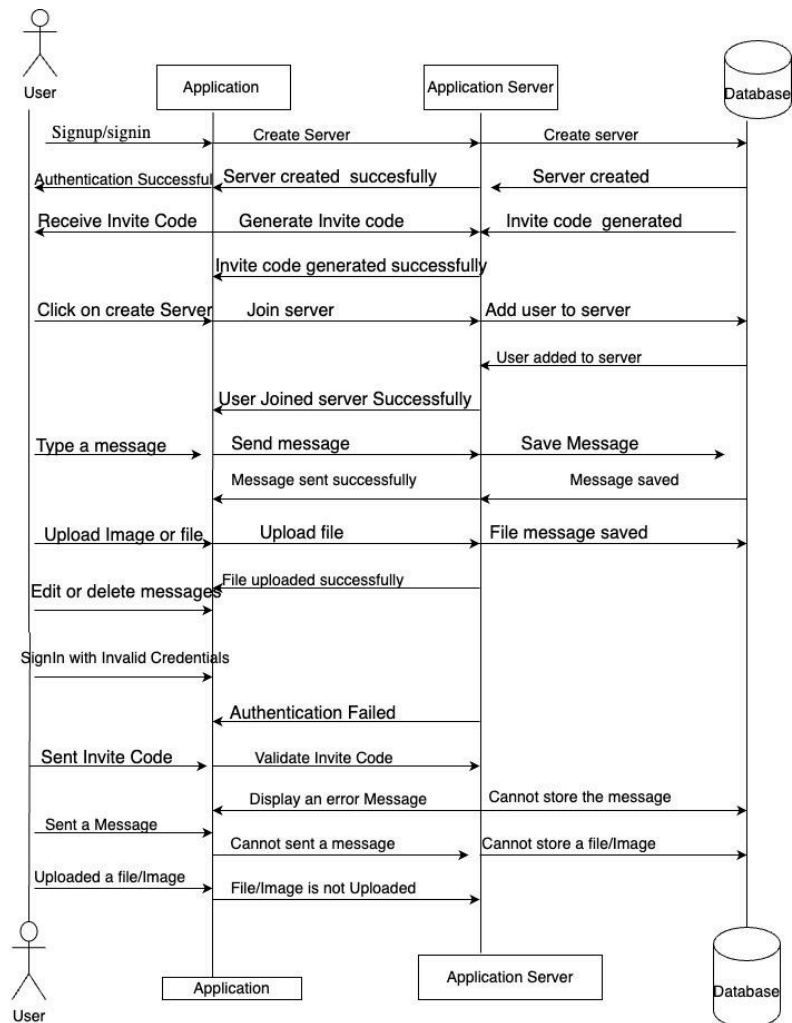 User
Application
Application Server
Database
Signup/signin
Create Server
Create server
Authentication Successful
Server created succesfully
Server created
Receive Invite Code
Generate Invite code
Invite code generated
Invite code generated successfully
Click on create Server
Join server
Add user to server
User added to server
User Joined server Successfully
Type a message
Send message
Save Message
Message sent successfully
Message saved
Upload Image or file
Upload file
File message saved
File uploaded successfully
Edit or delete messages
SignIn with Invalid Credentials
Authentication Failed
Sent Invite Code
Validate Invite Code
Display an error Message
Cannot store the message
Sent a Message
Cannot sent a message
Cannot store a file/Image
Uploaded a file/Image
File/Image is not Uploaded
User
Application
Application Server
Database